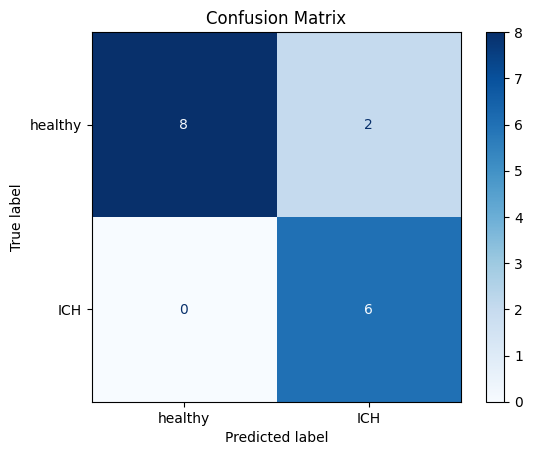 Confusion Matrix
healthy
ICH
True label
8
2
0
6
healthy
ICH
Predicted label
8
7
6
5
4
3
2
1
0